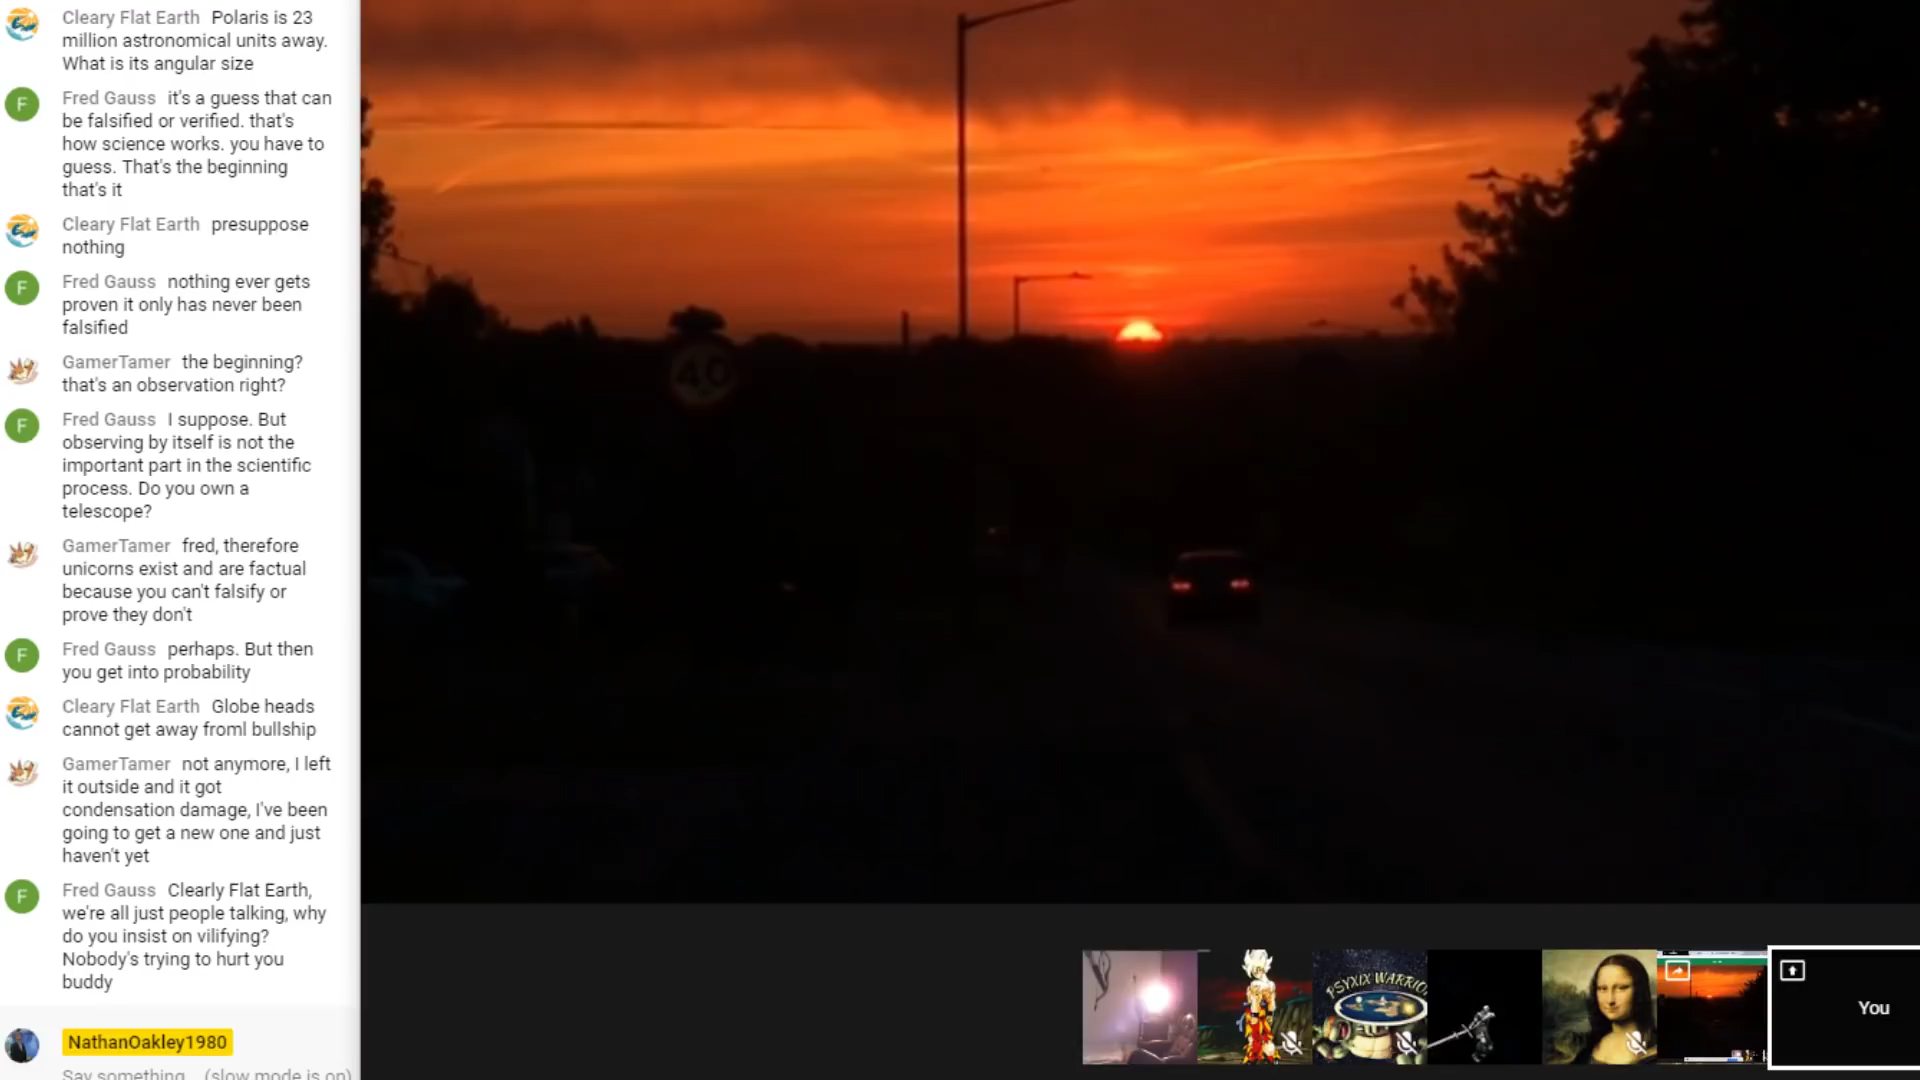 Cleary Flat Earth Polaris is 23
million astronomical units away.
What is its angular size
Fred Gauss it's a guess that can
be falsified or verified. that's
how science works. you have to
guess. That's the beginning
that's it
Cleary Flat Earth presuppose
nothing
Fred Gauss nothing ever gets
proven it only has never been
falsified
GamerTamer the beginning?
that's an observation right?
Fred Gauss I suppose. But
observing by itself is not the
important part in the scientific
process. Do you own a
telescope?
GamerTamer fred, therefore
unicorns exist and are factual
because you can't falsify or
prove they don't
Fred Gauss perhaps. But then
you get into probability
Cleary Flat Earth Globe heads
cannot get away froml bullship
GamerTamer not anymore, I left
it outside and it got
condensation damage, I've been
going to get a new one and just
haven't yet
Fred Gauss Clearly Flat Earth,
we're all just people talking, why
do you insist on vilifying?
Nobody's trying to hurt you
buddy
NathanOakley1980
Say something... (slow mode is on)
F
F
F
F
F
40
PSYXIX WARRIO
You